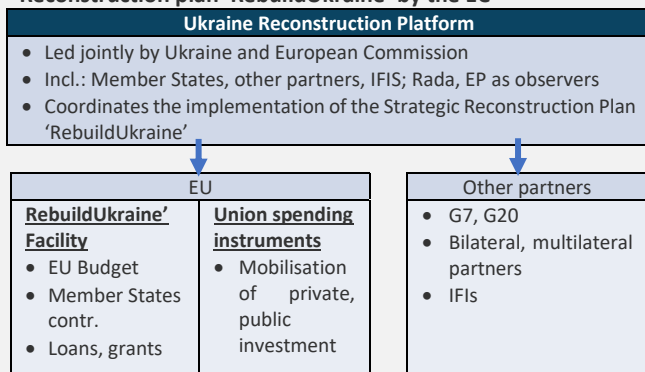 Reconstruction plan ‘RebuildUkraine’ by the EU
Ukraine Reconstruction Platform
• Led jointly by Ukraine and European Commission
• Incl.: Member States, other partners, IFIS; Rada, EP as observers
• Coordinates the implementation of the Strategic Reconstruction Plan
‘RebuildUkraine’
EU
RebuildUkraine’
Facility
• EU Budget
• Member States
contr.
• Loans, grants
Union spending
instruments
• Mobilisation
of private,
public
investment
Other partners
• G7, G20
• Bilateral, multilateral
partners
• IFIs